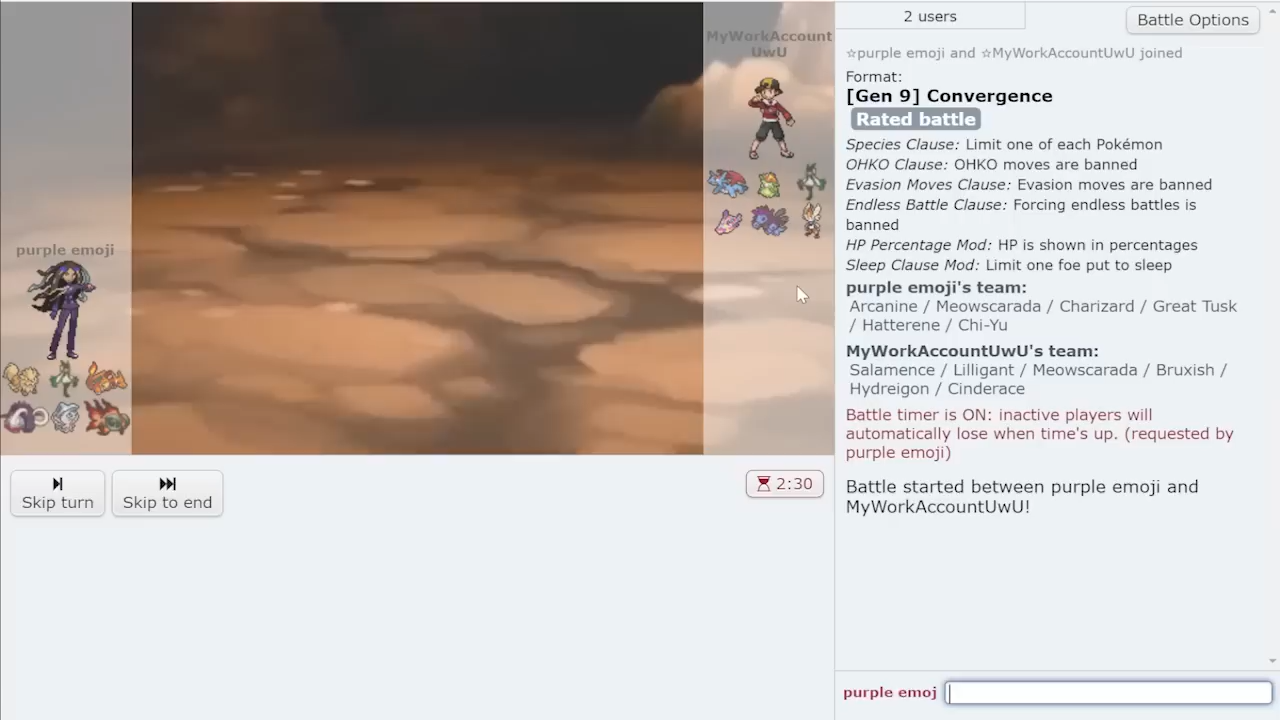 MyWorkAccount
UwU
purple emoji
Skip turn
Skip to end
2:30
2 users
Battle Options
☆purple emoji and ☆MyWorkAccountUwU joined
Format:
[Gen 9] Convergence
Rated battle
Species Clause: Limit one of each Pokémon
OHKO Clause: OHKO moves are banned
Evasion Moves Clause: Evasion moves are banned
Endless Battle Clause: Forcing endless battles is
banned
HP Percentage Mod: HP is shown in percentages
Sleep Clause Mod: Limit one foe put to sleep
purple emoji's team:
Arcanine / Meowscarada / Charizard / Great Tusk
/ Hatterene / Chi-Yu
MyWorkAccountUwU's team:
Salamence / Lilligant / Meowscarada / Bruxish /
Hydreigon / Cinderace
Battle timer is ON: inactive players will
automatically lose when time's up. (requested by
purple emoji)
Battle started between purple emoji and
MyWorkAccountUwU!
purple emoj